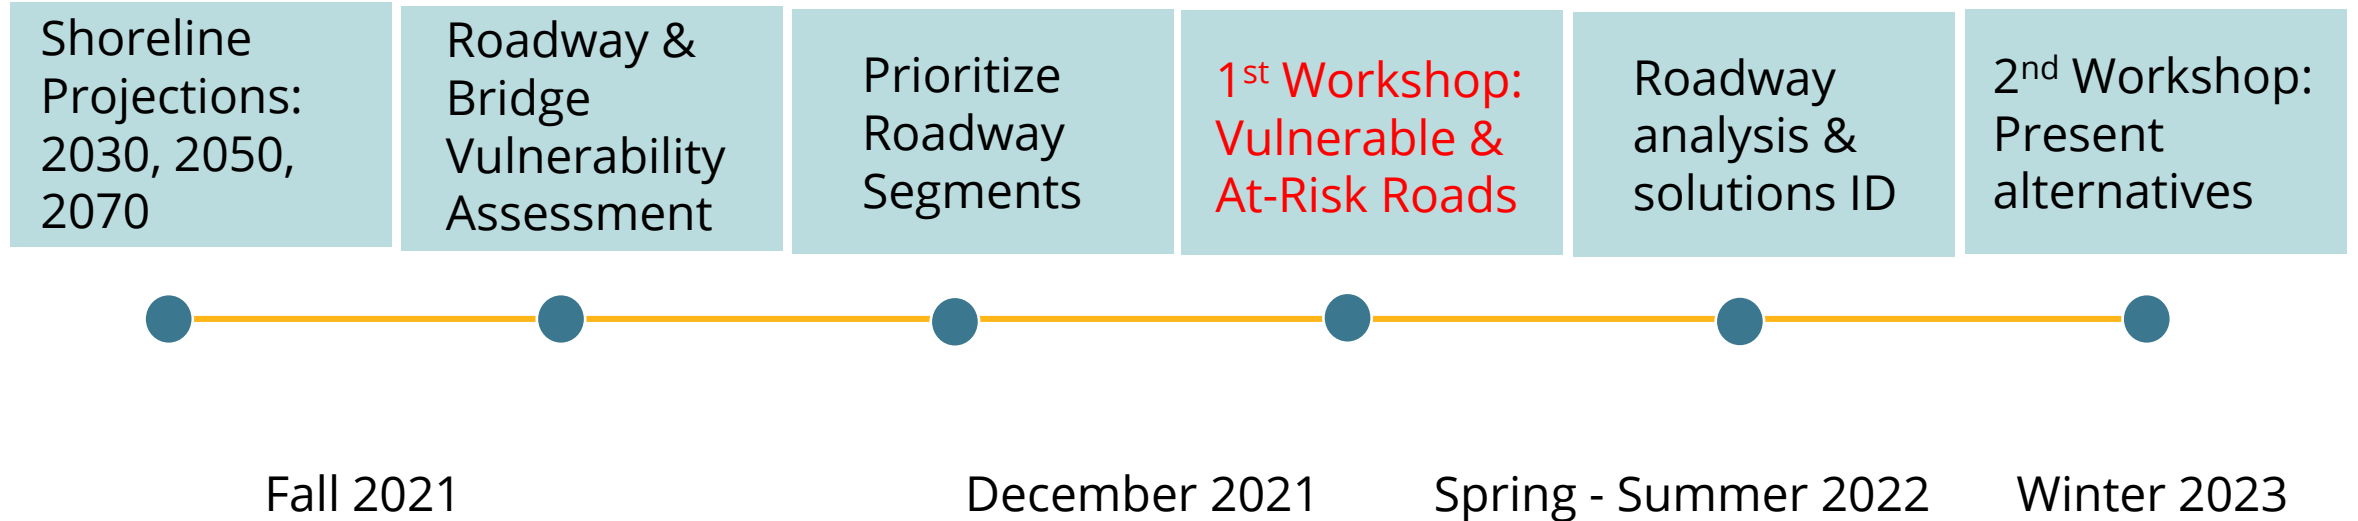 Shoreline
Projections:
2030, 2050,
2070
Roadway &
Bridge
Vulnerability
Assessment
Prioritize
Roadway
Segments
1st Workshop:
Vulnerable &
At-Risk Roads
Roadway
analysis &
solutions ID
2nd Workshop:
Present
alternatives
Fall 2021
December 2021
Spring - Summer 2022
Winter 2023